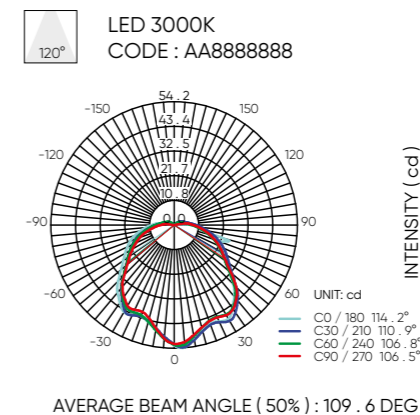 LED 3000K
CODE : AA8888888
120°
54.2
-150
150
43.4
-120
32.5
120
21.7
10.8
-90
0.0
90
INTENSITY ( cd )
-60
60
UNIT: cd
C0 / 180 114.2°
C30 / 210 110.9°
-30
30
C60 / 240 106.8°
0
C90 / 270 106.5°
AVERAGE BEAM ANGLE ( 50% ) : 109 . 6 DEG